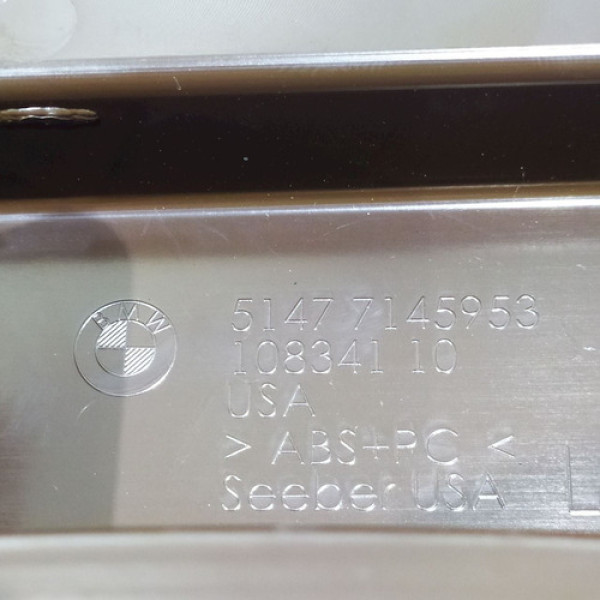 BMW
5147 7145953
108341 10
USA
> ABS+PC <
Seeber USA